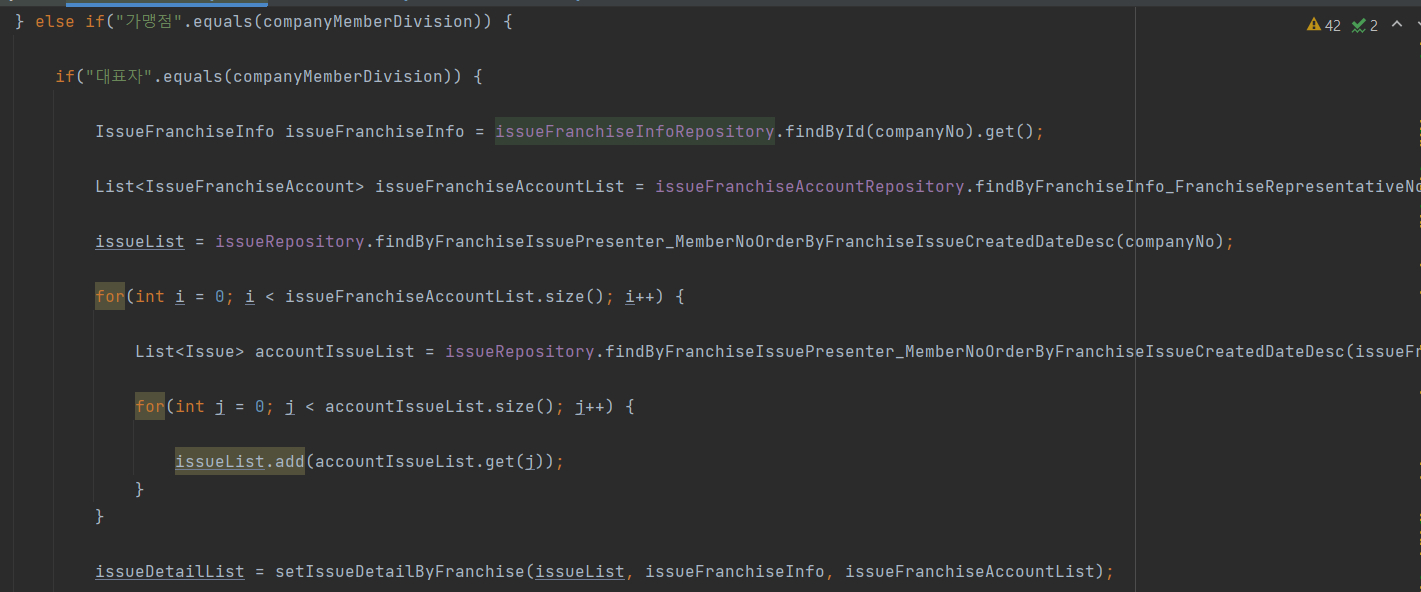 } else if("가맹점".equals(companyMemberDivision)) {
42 2
if("대표자".equals(companyMemberDivision)) {
IssueFranchiseInfo issueFranchiseInfo = issueFranchiseInfoRepository.findById(companyNo).get();
List<IssueFranchiseAccount> issueFranchiseAccountList = issueFranchiseAccountRepository.findByFranchiseInfo_FranchiseRepresentativeNo
issueList = issueRepository.findByFranchiseIssuePresenter_MemberNoOrderByFranchiseIssueCreatedDateDesc(companyNo);
for(int i = 0; i < issueFranchiseAccountList.size(); i++) {
List<Issue> accountIssueList = issueRepository.findByFranchiseIssuePresenter_MemberNoOrderByFranchiseIssueCreatedDateDesc(issueFr
for(int j = 0; j < accountIssueList.size(); j++) {
issueList.add(accountIssueList.get(j));
}
}
issueDetailList = setIssueDetailByFranchise(issueList, issueFranchiseInfo, issueFranchiseAccountList);